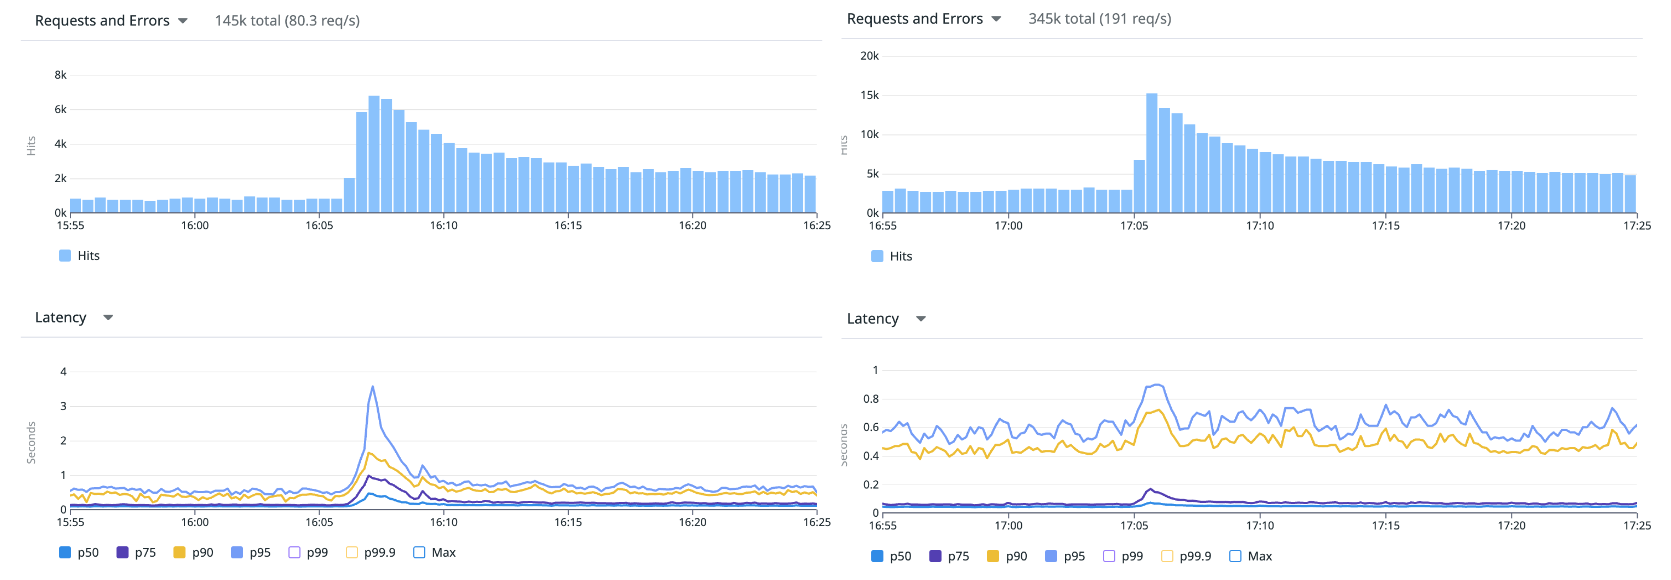 Requests and Errors 145k total (80.3 req/s)
8k
6k
4k
2k
0k
Hits
15:55 16:00 16:05 16:10 16:15 16:20 16:25
Hits
Latency
4
3
2
1
0
Seconds
15:55 16:00 16:05 16:10 16:15 16:20 16:25
p50 p75 p90 p95 p99 p99.9 Max
Requests and Errors 345k total (191 req/s)
20k
15k
10k
5k
0k
Hits
16:55 17:00 17:05 17:10 17:15 17:20 17:25
Hits
Latency
1
0.8
0.6
0.4
0.2
0
Seconds
16:55 17:00 17:05 17:10 17:15 17:20 17:25
p50 p75 p90 p95 p99 p99.9 Max